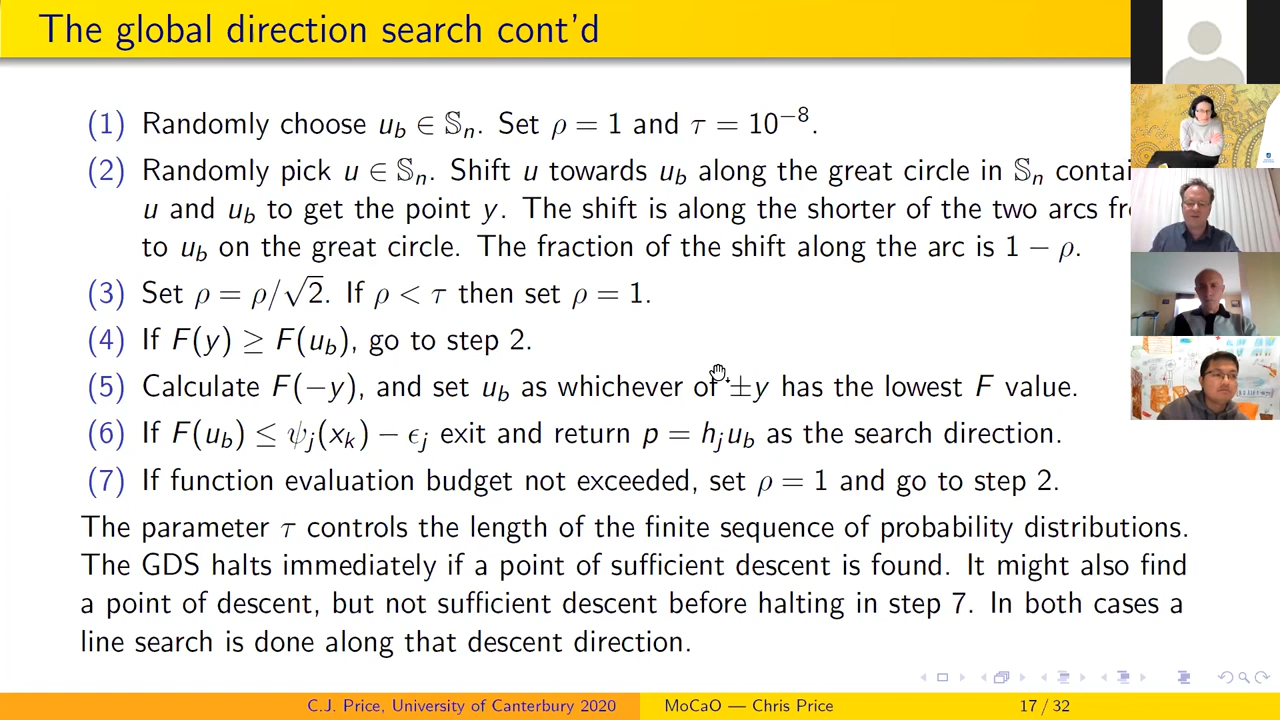 The global direction search cont'd
(1) Randomly choose u_b ∈ 𝕊_n. Set ρ = 1 and τ = 10^{−8}.
(2) Randomly pick u ∈ 𝕊_n. Shift u towards u_b along the great circle in 𝕊_n
u and u_b to get the point y. The shift is along the shorter of the two arcs
to u_b on the great circle. The fraction of the shift along the arc is 1 − ρ.
(3) Set ρ = ρ/√2. If ρ < τ then set ρ = 1.
(4) If F(y) ≥ F(u_b), go to step 2.
(5) Calculate F(−y), and set u_b as whichever of ±y has the lowest F value.
(6) If F(u_b) ≤ ψ_j(x_k) − ϵ_j exit and return p = h_j u_b as the search direction.
(7) If function evaluation budget not exceeded, set ρ = 1 and go to step 2.
The parameter τ controls the length of the finite sequence of probability distributions.
The GDS halts immediately if a point of sufficient descent is found. It might also find
a point of descent, but not sufficient descent before halting in step 7. In both cases a
line search is done along that descent direction.
C.J. Price, University of Canterbury 2020 MoCaO — Chris Price 17 / 32